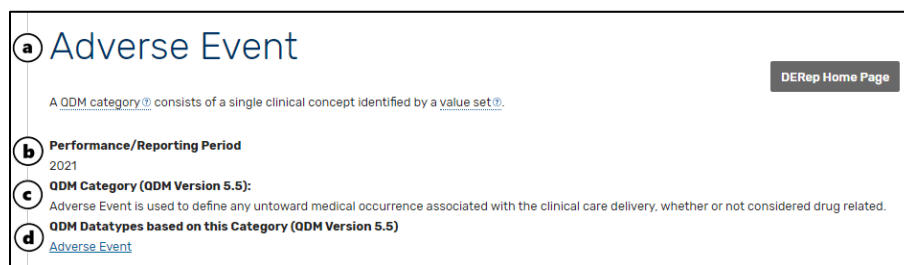 a Adverse Event
DERep Home Page
A QDM category ? consists of a single clinical concept identified by a value set ?.
b Performance/Reporting Period
2021
c QDM Category (QDM Version 5.5):
Adverse Event is used to define any untoward medical occurrence associated with the clinical care delivery, whether or not considered drug related.
d QDM Datatypes based on this Category (QDM Version 5.5)
Adverse Event